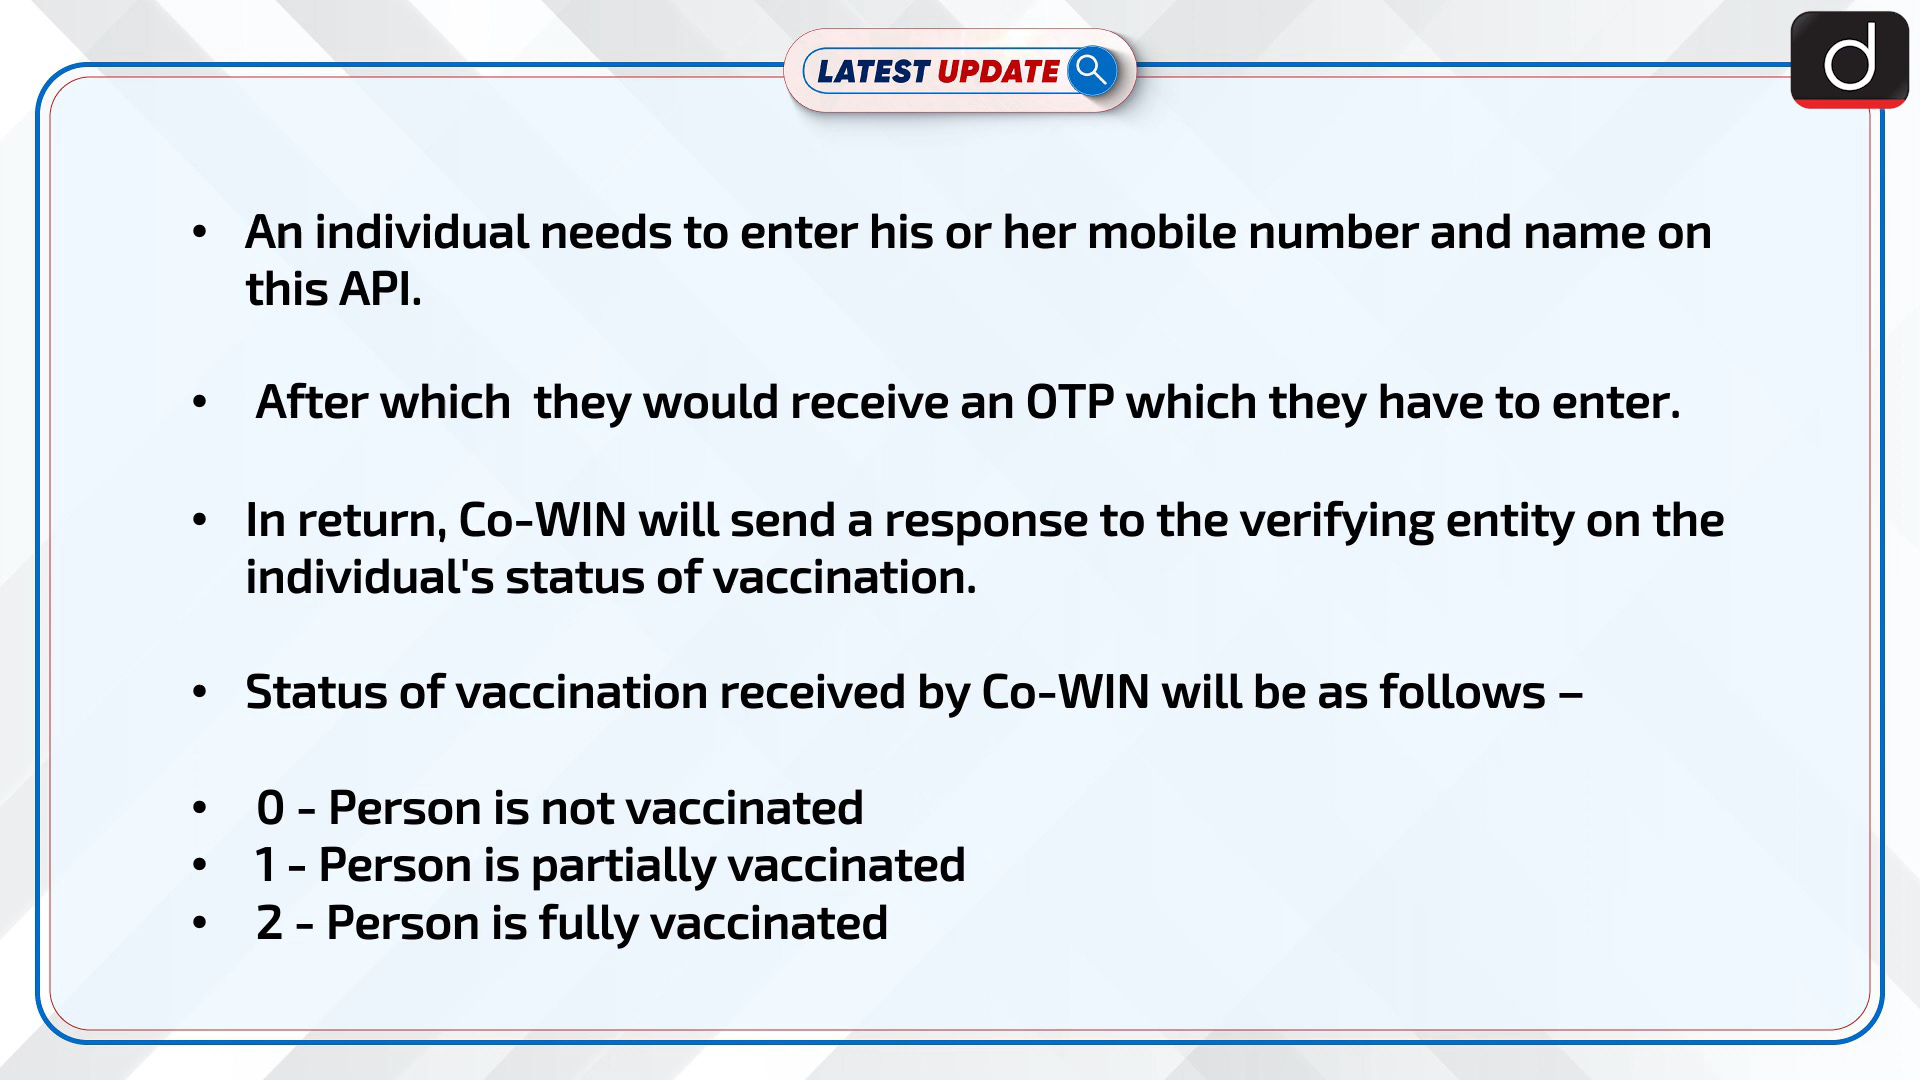 LATEST UPDATE
d
• An individual needs to enter his or her mobile number and name on
this API.
• After which  they would receive an OTP which they have to enter.
• In return, Co-WIN will send a response to the verifying entity on the
individual's status of vaccination.
• Status of vaccination received by Co-WIN will be as follows –
• 0 - Person is not vaccinated
• 1 - Person is partially vaccinated
• 2 - Person is fully vaccinated